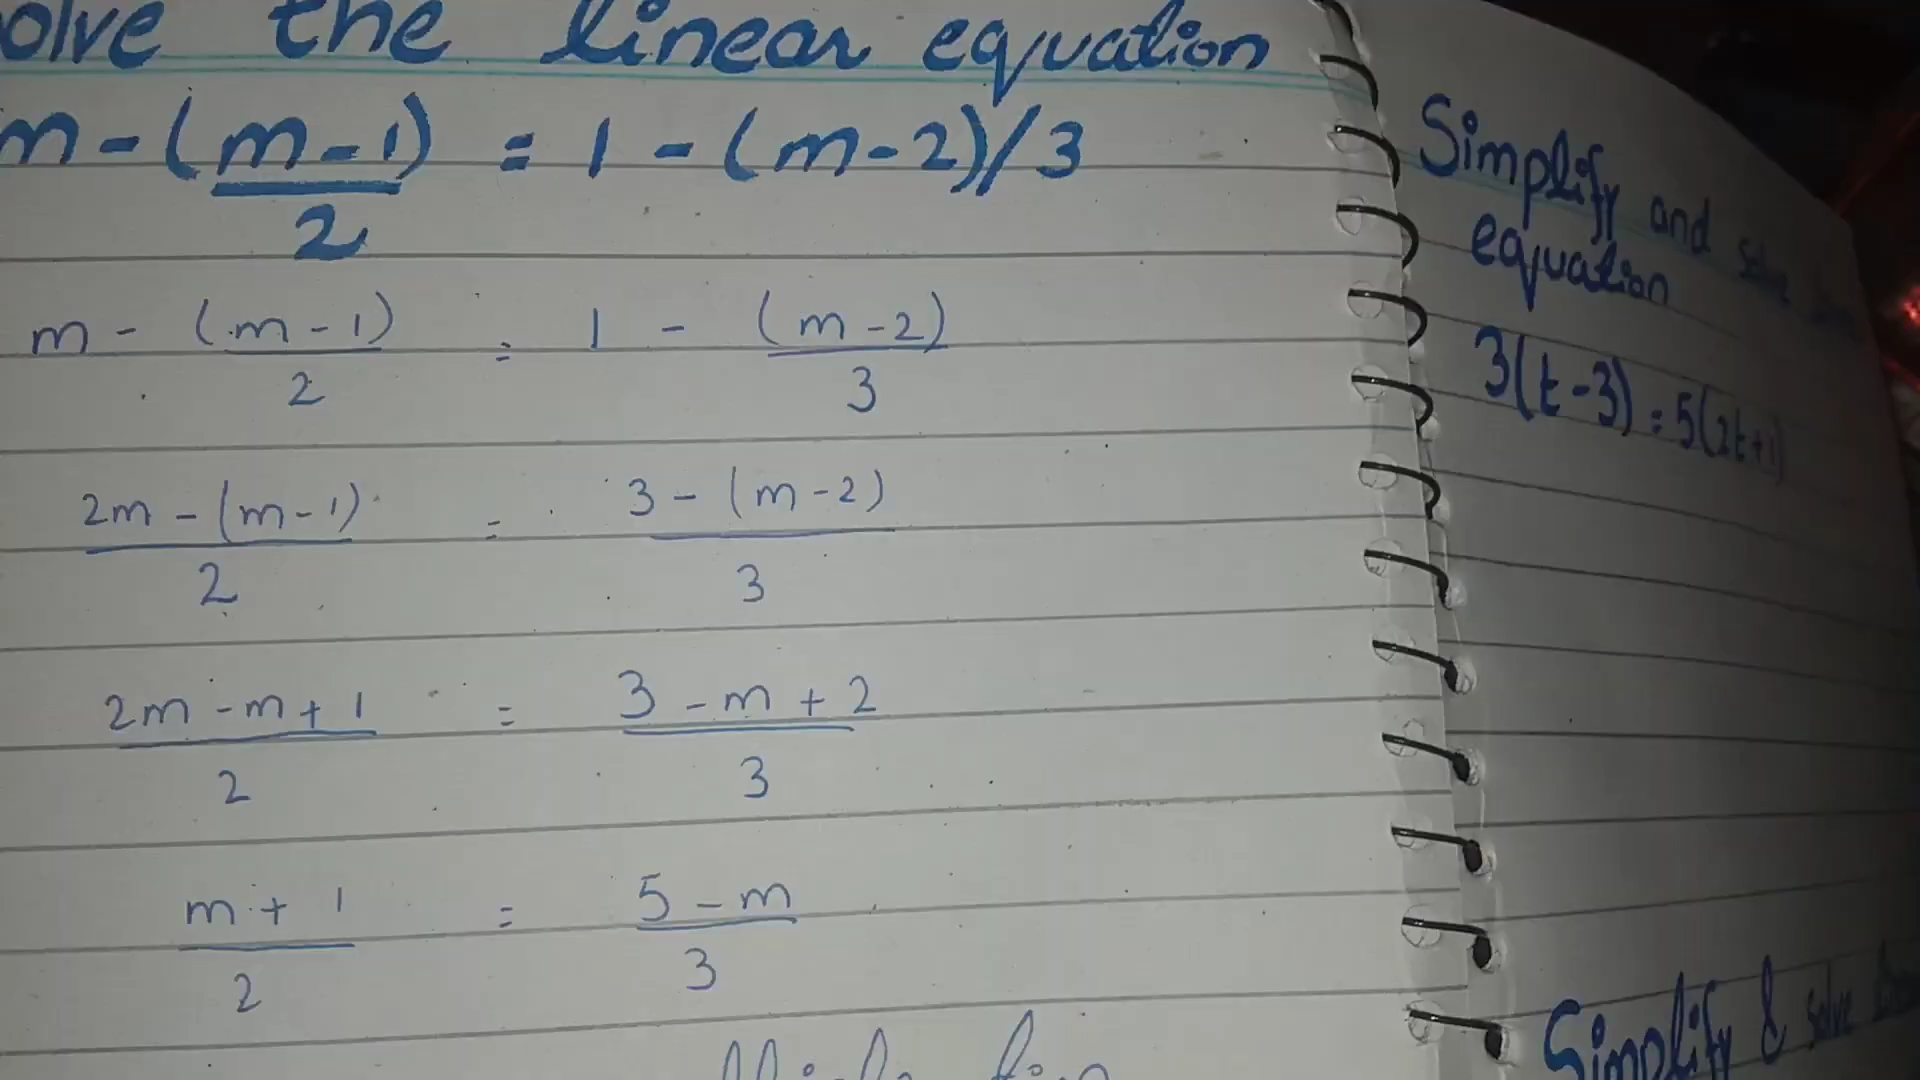 olve the linear equation
m - (m-1)/2 = 1 - (m-2)/3
m - (m-1)/2 = 1 - (m-2)/3
2m - (m-1)/2 = 3 - (m-2)/3
2m - m + 1/2 = 3 - m + 2/3
m + 1/2 = 5 - m/3
Simplify and solve
equation
3(t-3) = 5(2t+1)
Simplify & solve